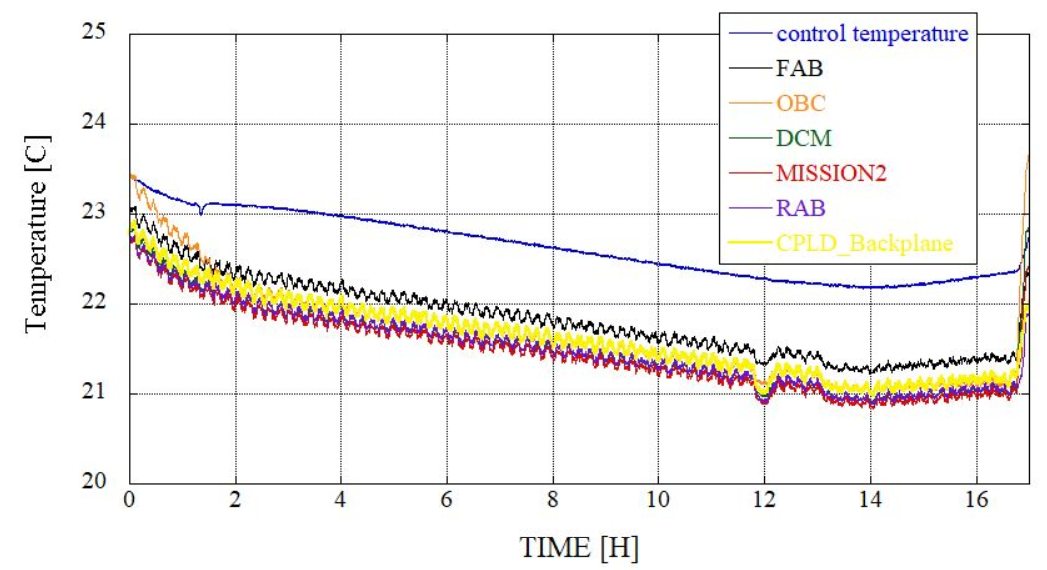 25
24
23
22
21
20
Temperature [C]
control temperature
FAB
OBC
DCM
MISSION2
RAB
CPLD_Backplane
0 2 4 6 8 10 12 14 16
TIME [H]